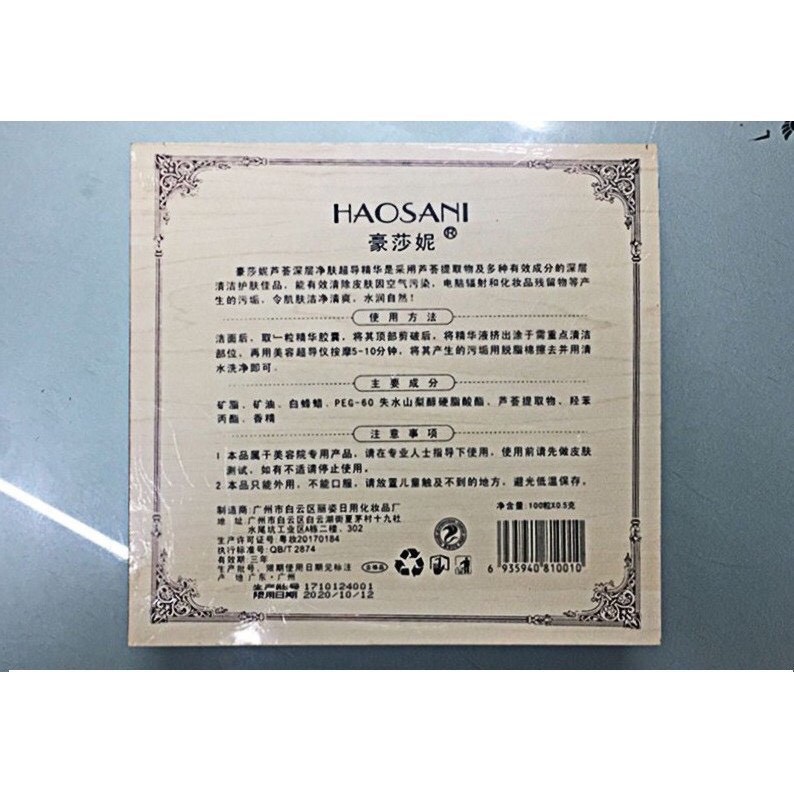 HAOSANI
豪莎妮®
豪莎妮芦荟深层净肤超导精华是采用芦荟提取物及多种有效成分的深层
清洁护肤佳品，能有效清除皮肤因空气污染，电脑辐射和化妆品残留物等产
生的污垢，令肌肤洁净清爽，水润自然！
使用方法
洁面后，取一粒精华胶囊，将其顶部剪破后，将精华液挤出涂于需重点清洁
部位，再用美容超导仪按摩5-10分钟，将其产生的污垢用脱脂棉擦去并用清
水洗净即可.
主要成分
矿脂、矿油、白蜂蜡、PEG-60 失水山梨醇硬脂酸酯、芦荟提取物、羟苯
丙酯、香精
注意事项
1 本品属于美容院专用产品，请在专业人士指导下使用，使用前请先做皮肤
测试，如有不适请停止使用。
2 本品只能外用，不能口服，请放置儿童触及不到的地方，避光低温保存。
制造商：广州市白云区丽姿日用化妆品厂
地 址：广州市白云区白云湖街夏茅村十九社
水尾坑工业区A栋二楼，302
生产许可证号：粤妆20170184
执行标准号：QB/T 2874
有效期：三年
生产批号、限期使用日期见标注
产 地：广东·广州
生产批号 1710124001
限用日期 2020/10/12
净含量：100粒X0.5克
6 935940 810010